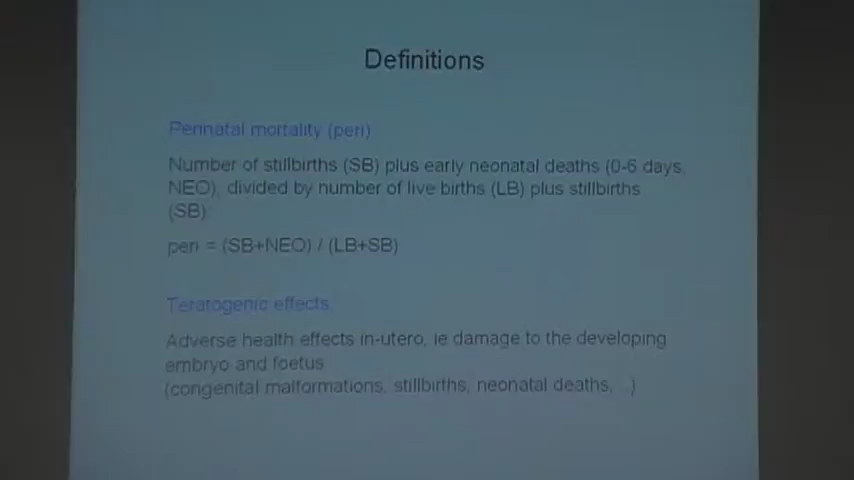 Definitions
Perinatal mortality (peri)
Number of stillbirths (SB) plus early neonatal deaths (0-6 days,
NEO), divided by number of live births (LB) plus stillbirths
(SB)
peri = (SB+NEO) / (LB+SB)
Teratogenic effects
Adverse health effects in-utero, ie damage to the developing
embryo and foetus
(congenital malformations, stillbirths, neonatal deaths, ..)